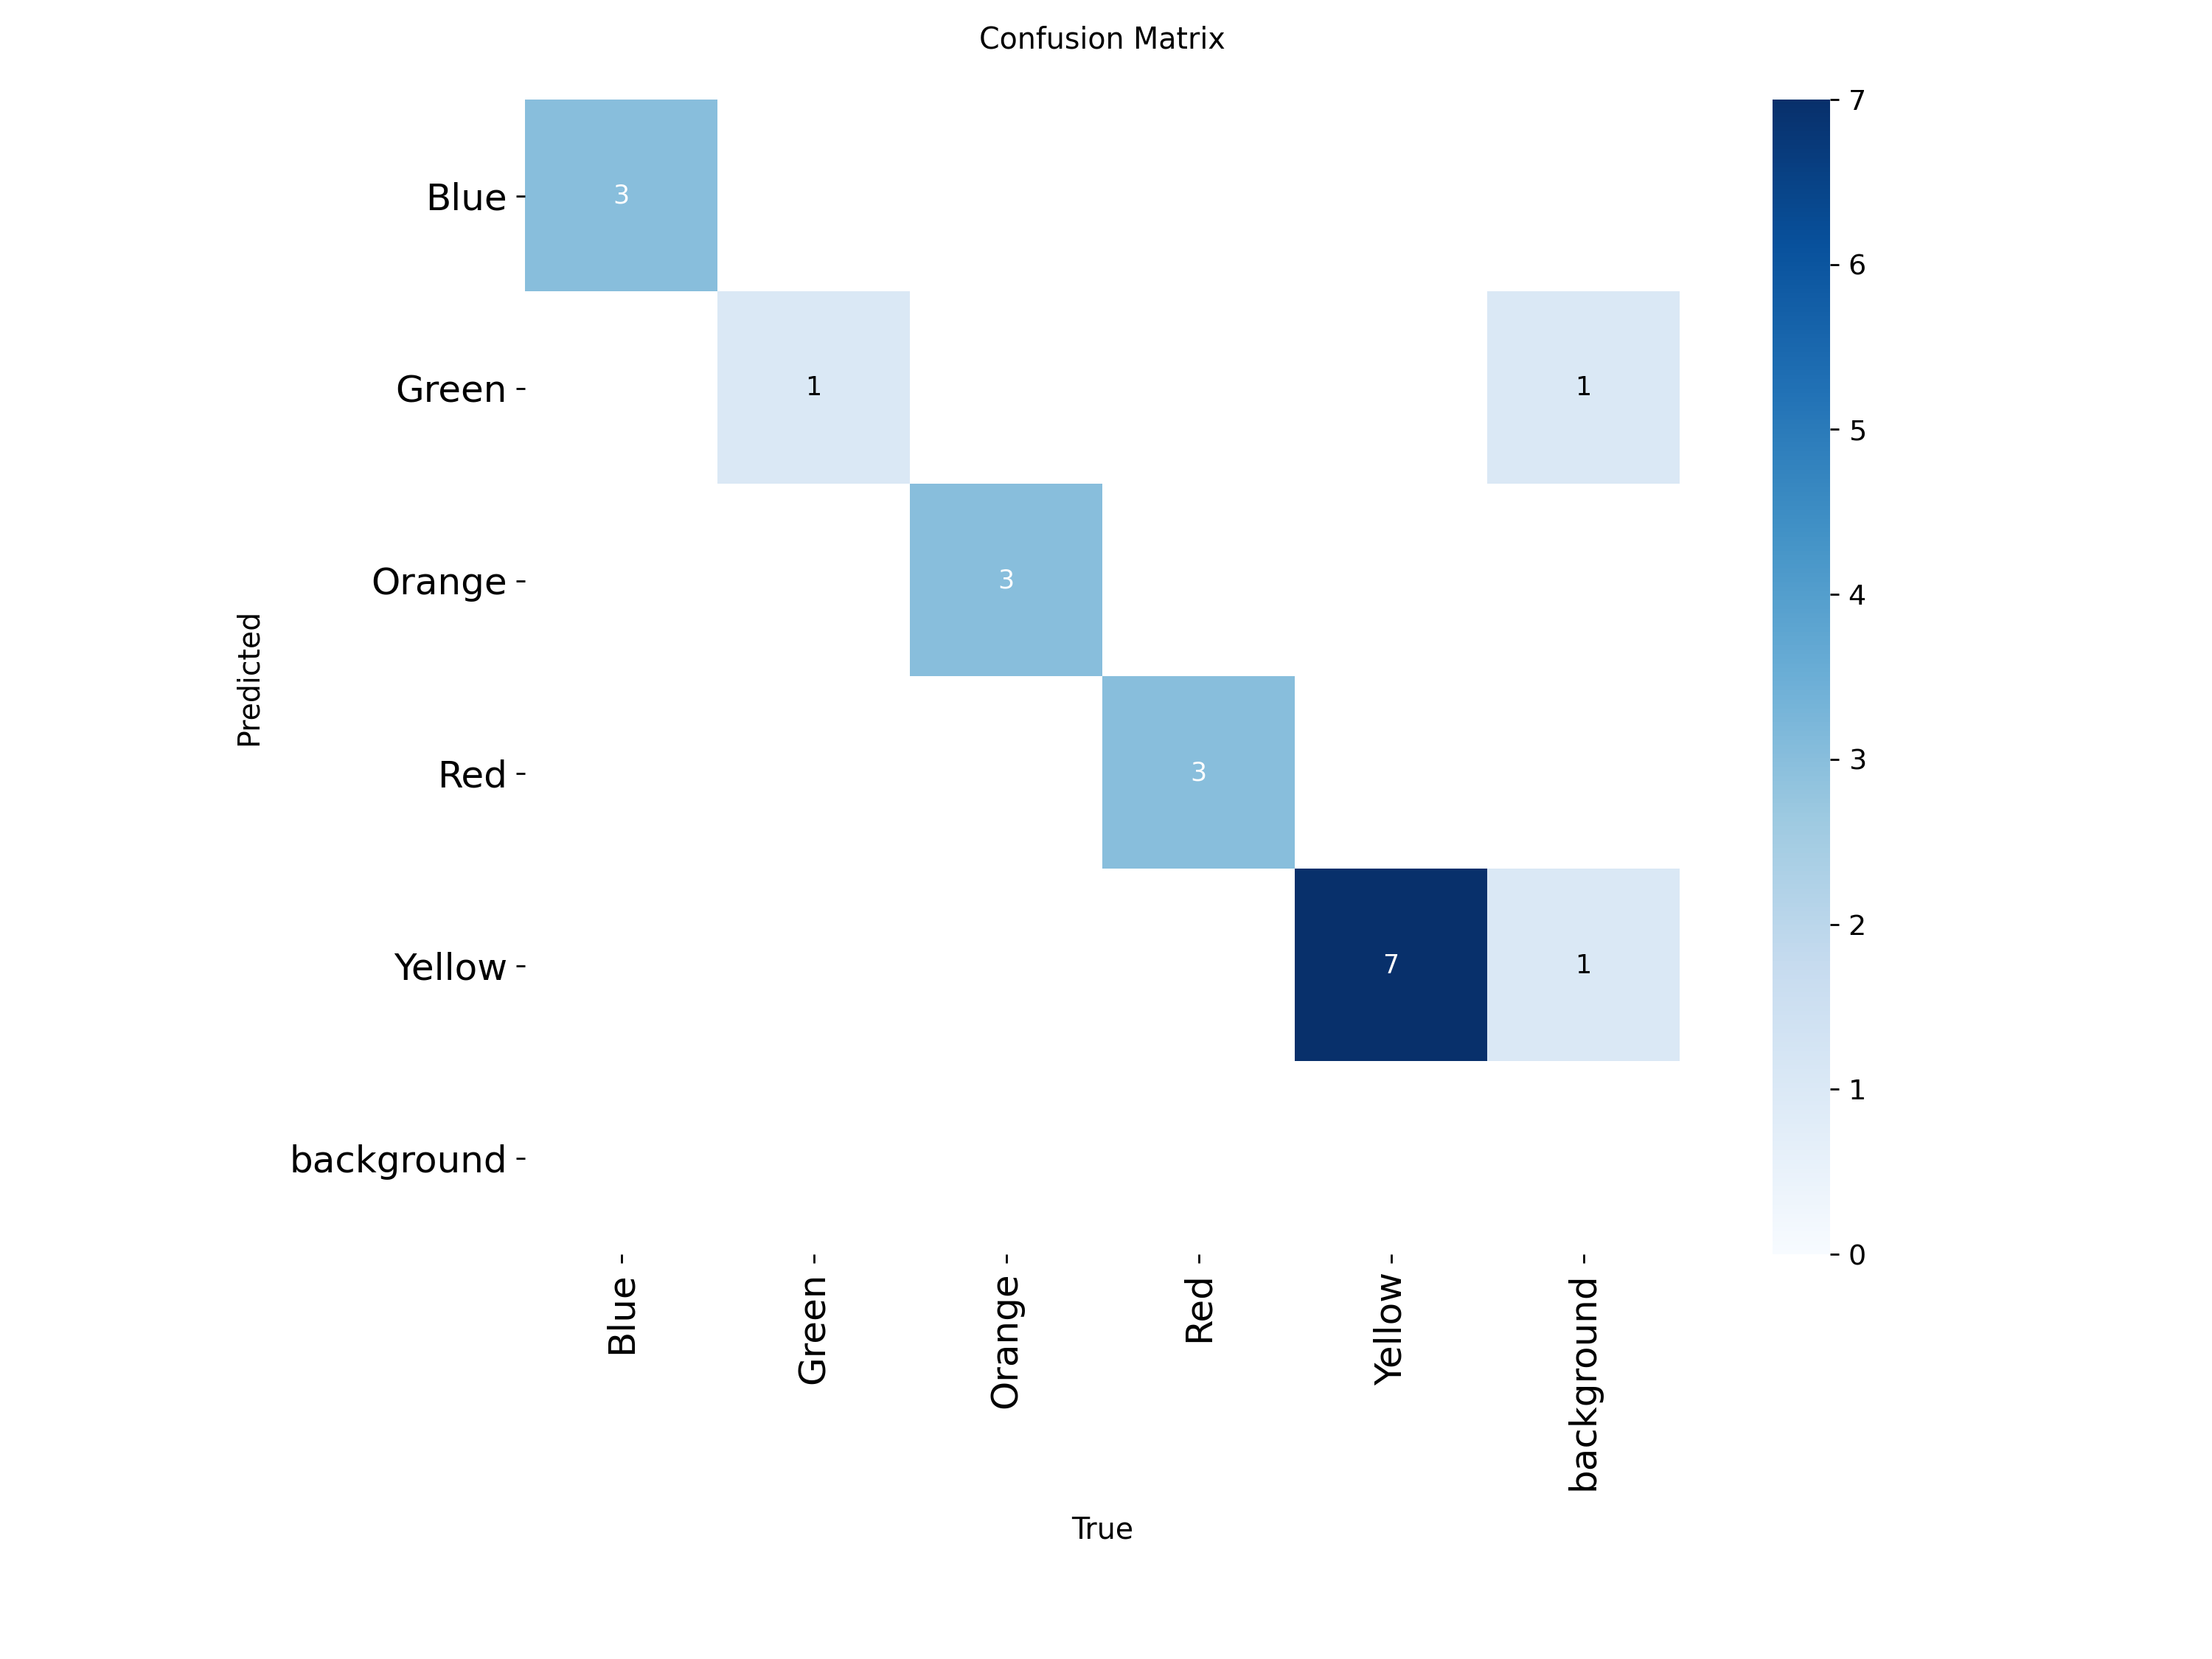 Confusion Matrix
Blue
Green
Orange
Red
Yellow
background
Predicted
3
1
1
3
3
7
1
Blue
Green
Orange
Red
Yellow
background
True
7
6
5
4
3
2
1
0